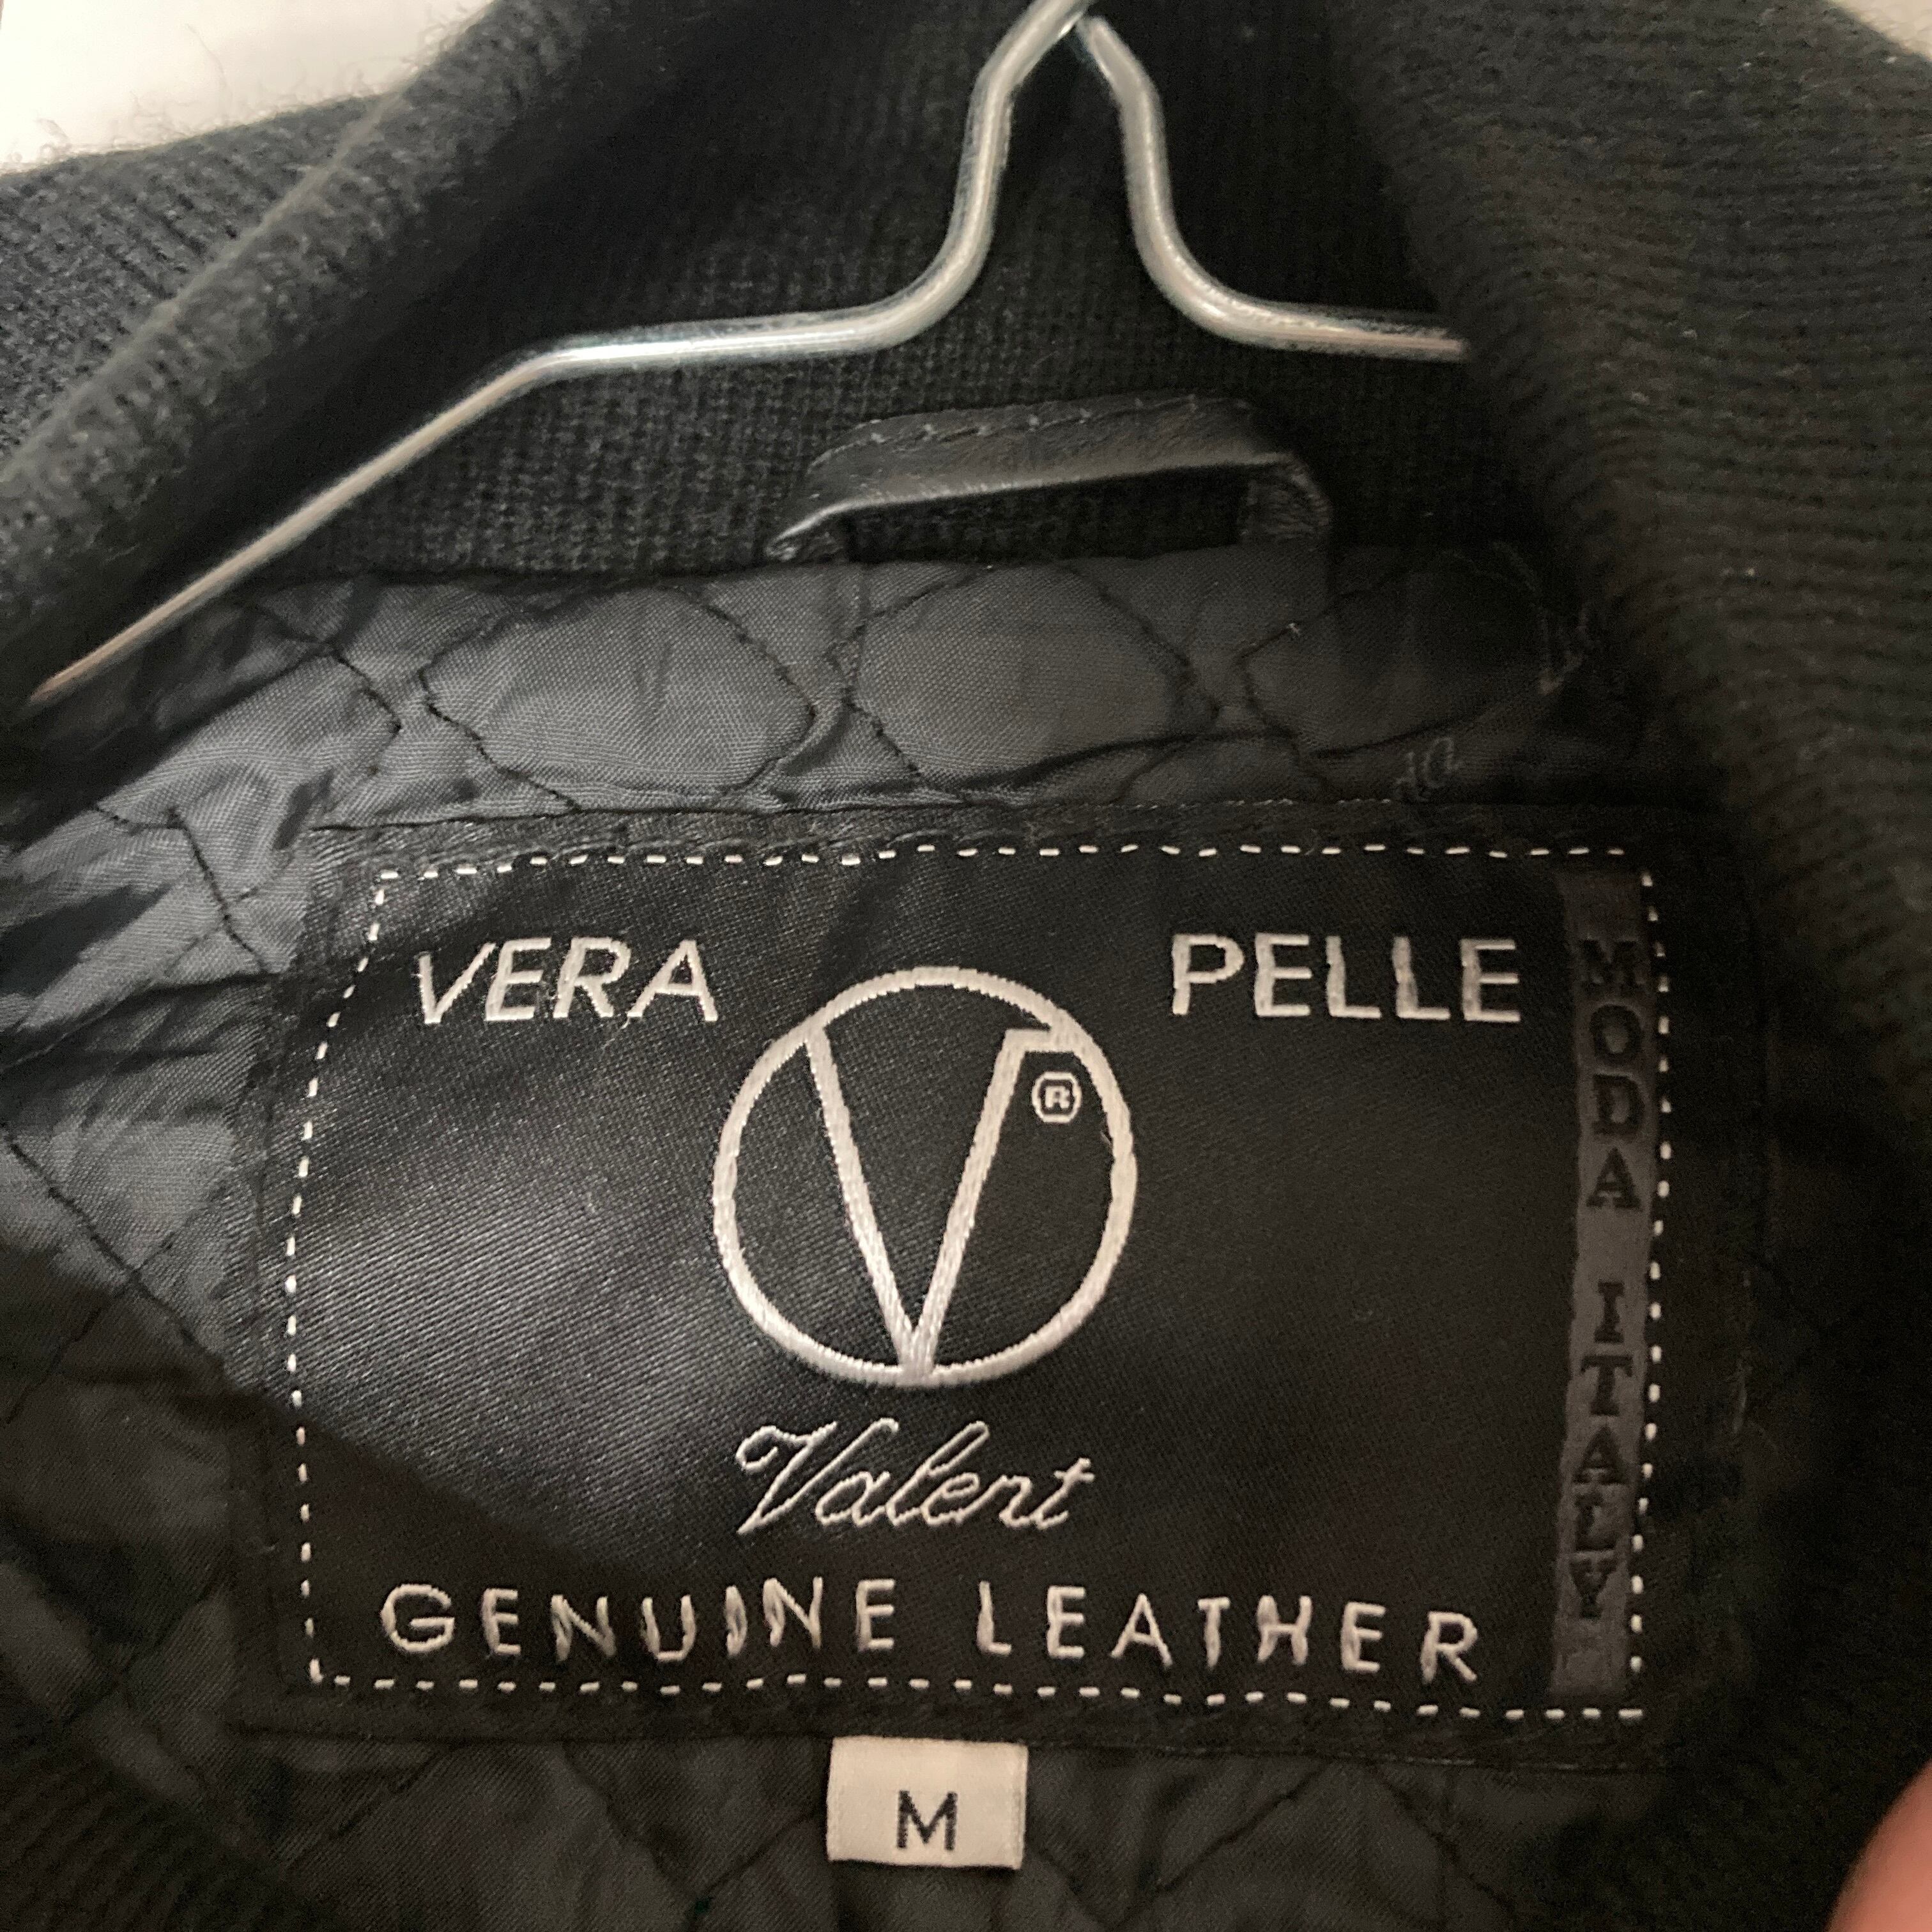 VERA PELLE
V®
Valent
GENUINE LEATHER
MODA ITALY
M